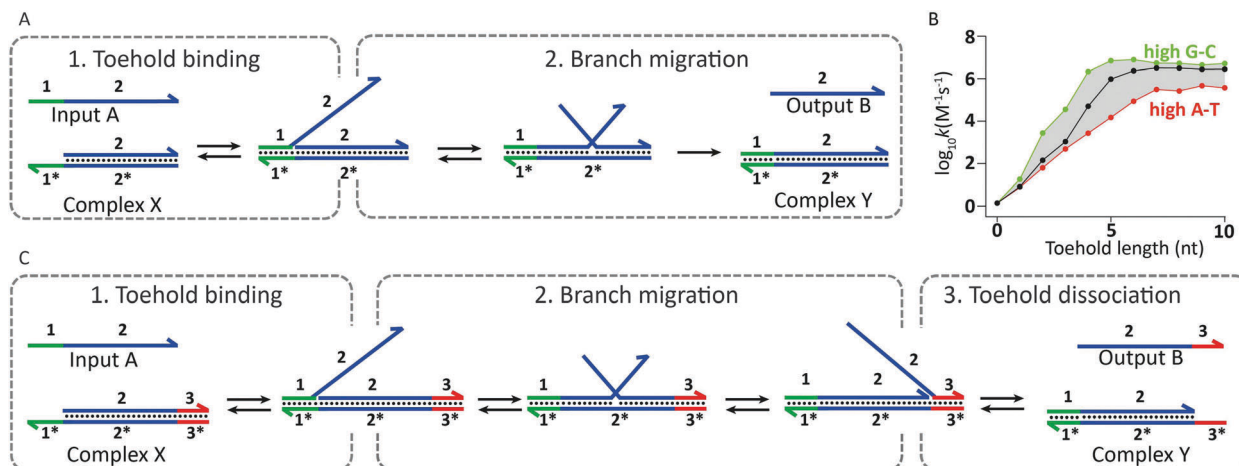 A
1. Toehold binding
2. Branch migration
1 2
Input A
2
1* 2*
Complex X
2
1 2
1* 2*
1
2*
1*
2
Output B
1 2
1* 2*
Complex Y
B
high G-C
high A-T
log10k(M-1s-1)
8
6
4
2
0
0 5 10
Toehold length (nt)
C
1. Toehold binding
2. Branch migration
3. Toehold dissociation
1 2
Input A
2 3
1* 2* 3*
Complex X
2
1 2 3
1* 2* 3*
1 3
1* 2* 3*
2
1 2 3
1* 2* 3*
2 3
Output B
1 2
1* 2* 3*
Complex Y